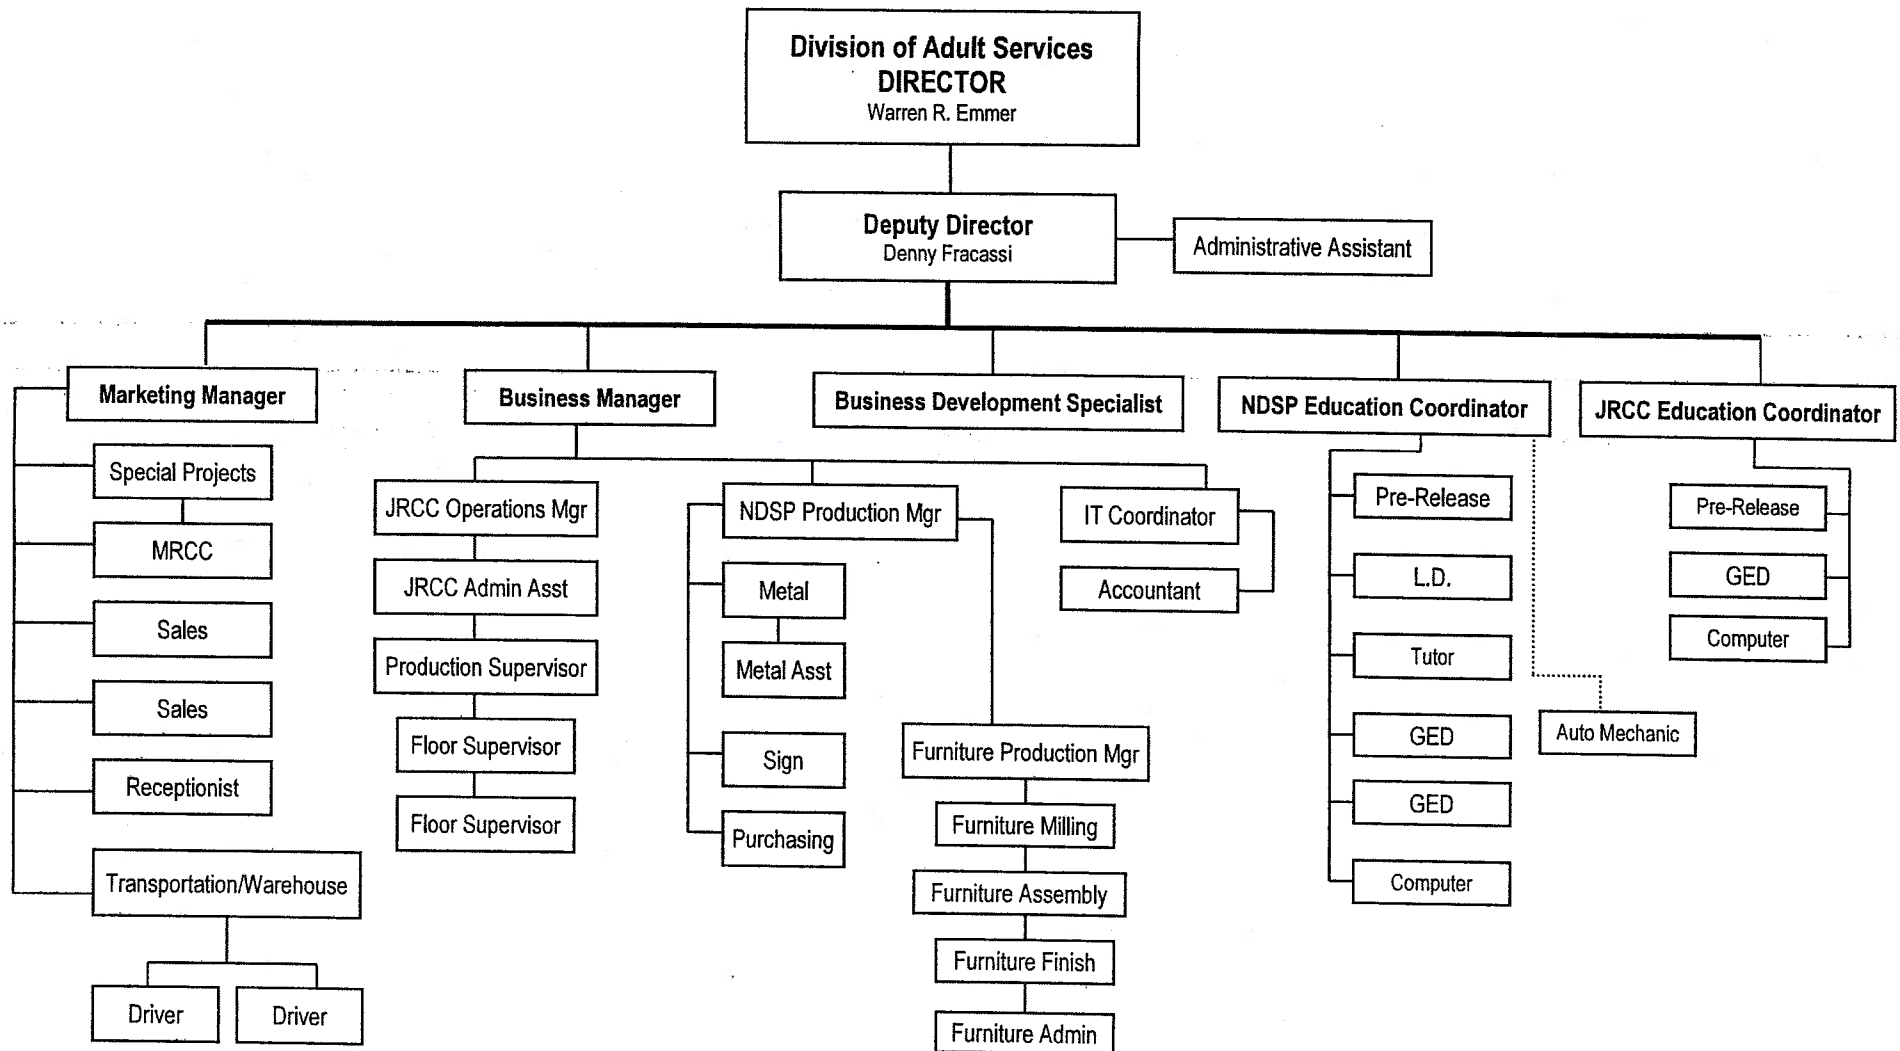 Division of Adult Services
DIRECTOR
Warren R. Emmer
Deputy Director
Denny Fracassi
Administrative Assistant
Marketing Manager
Business Manager
Business Development Specialist
NDSP Education Coordinator
JRCC Education Coordinator
Special Projects
MRCC
Sales
Sales
Receptionist
Transportation/Warehouse
Driver
Driver
JRCC Operations Mgr
JRCC Admin Asst
Production Supervisor
Floor Supervisor
Floor Supervisor
NDSP Production Mgr
Metal
Metal Asst
Sign
Purchasing
Furniture Production Mgr
Furniture Milling
Furniture Assembly
Furniture Finish
Furniture Admin
IT Coordinator
Accountant
Pre-Release
L.D.
Tutor
GED
GED
Computer
Auto Mechanic
Pre-Release
GED
Computer